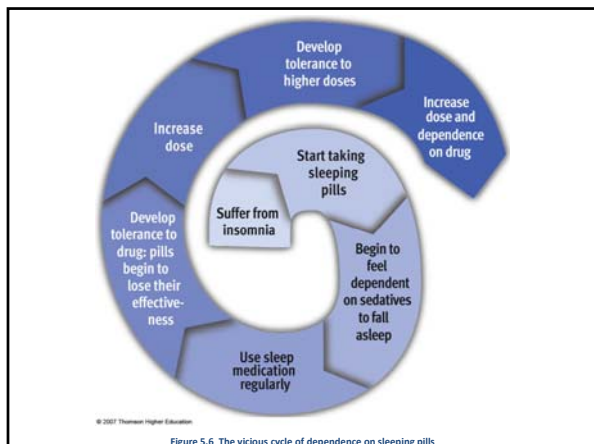 Suffer from
insomnia
Start taking
sleeping
pills
Begin to
feel
dependent
on sedatives
to fall
asleep
Use sleep
medication
regularly
Develop
tolerance to
drug: pills
begin to
lose their
effective-
ness
Increase
dose
Develop
tolerance to
higher doses
Increase
dose and
dependence
on drug
© 2007 Thomson Higher Education
Figure 5.6 The vicious cycle of dependence on sleeping pills